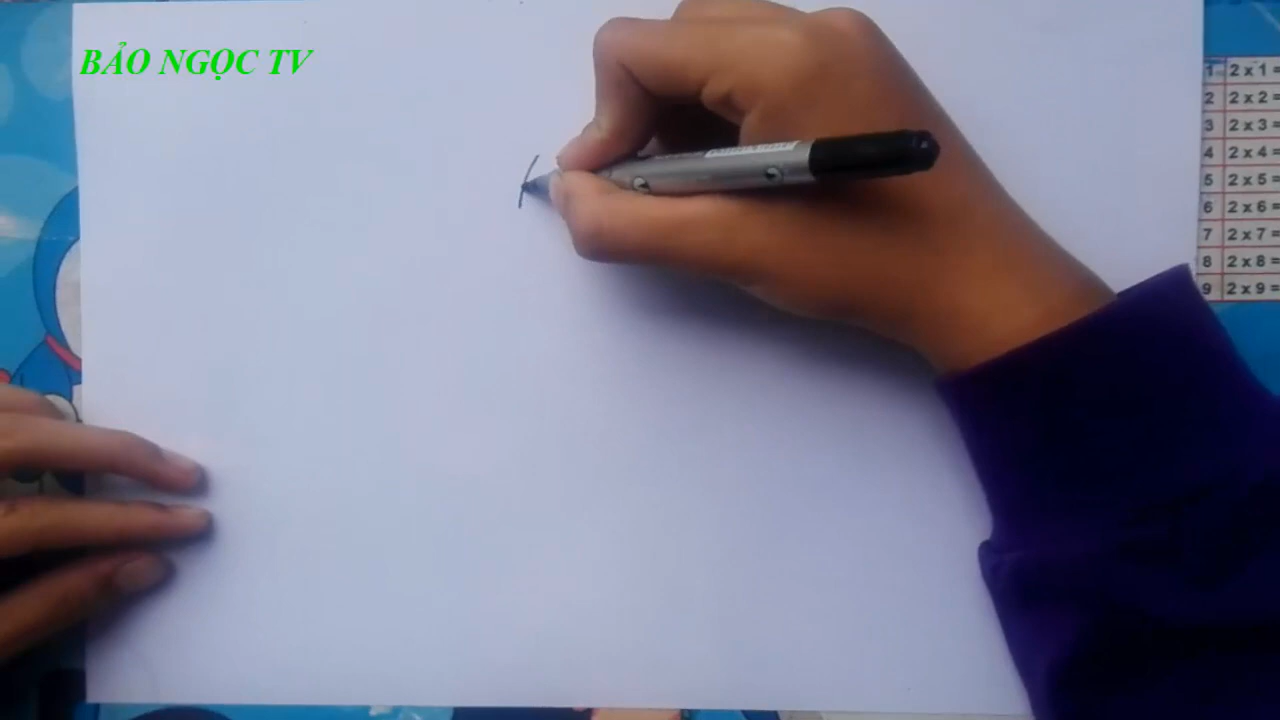 BẢO NGỌC TV
1 2 x 1 =
2 2 x 2 =
3 2 x 3 =
4 2 x 4 =
5 2 x 5 =
6 2 x 6 =
7 2 x 7 =
8 2 x 8 =
9 2 x 9 =